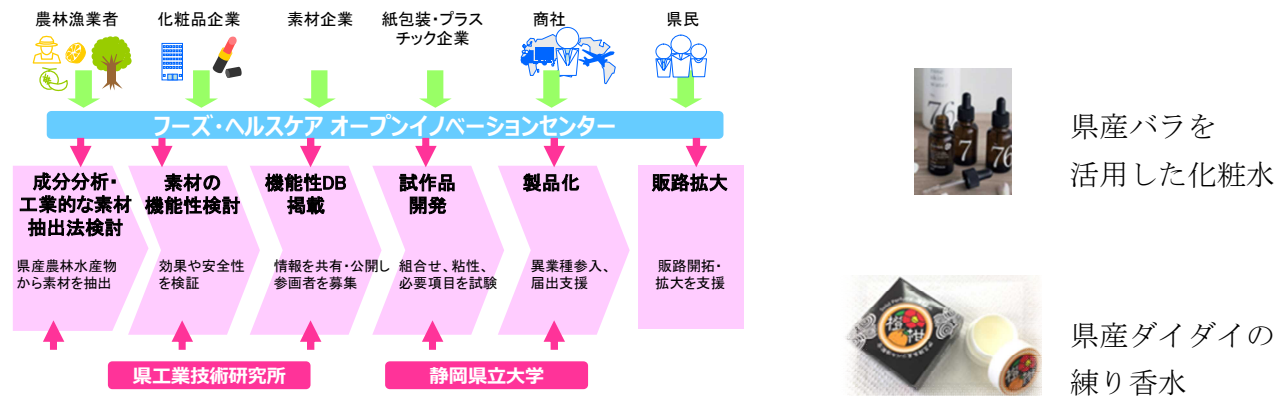 農林漁業者
化粧品企業
素材企業
紙包装・プラス
チック企業
商社
県民
フーズ・ヘルスケア オープンイノベーションセンター
成分分析・
工業的な素材
抽出法検討
県産農林水産物
から素材を抽出
素材の
機能性検討
効果や安全性
を検証
機能性DB
掲載
情報を共有・公開し
参画者を募集
試作品
開発
組合せ、粘性、
必要項目を試験
製品化
異業種参入、
届出支援
販路拡大
販路開拓・
拡大を支援
県工業技術研究所
静岡県立大学
76
7
76
県産バラを
活用した化粧水
県産ダイダイの
練り香水